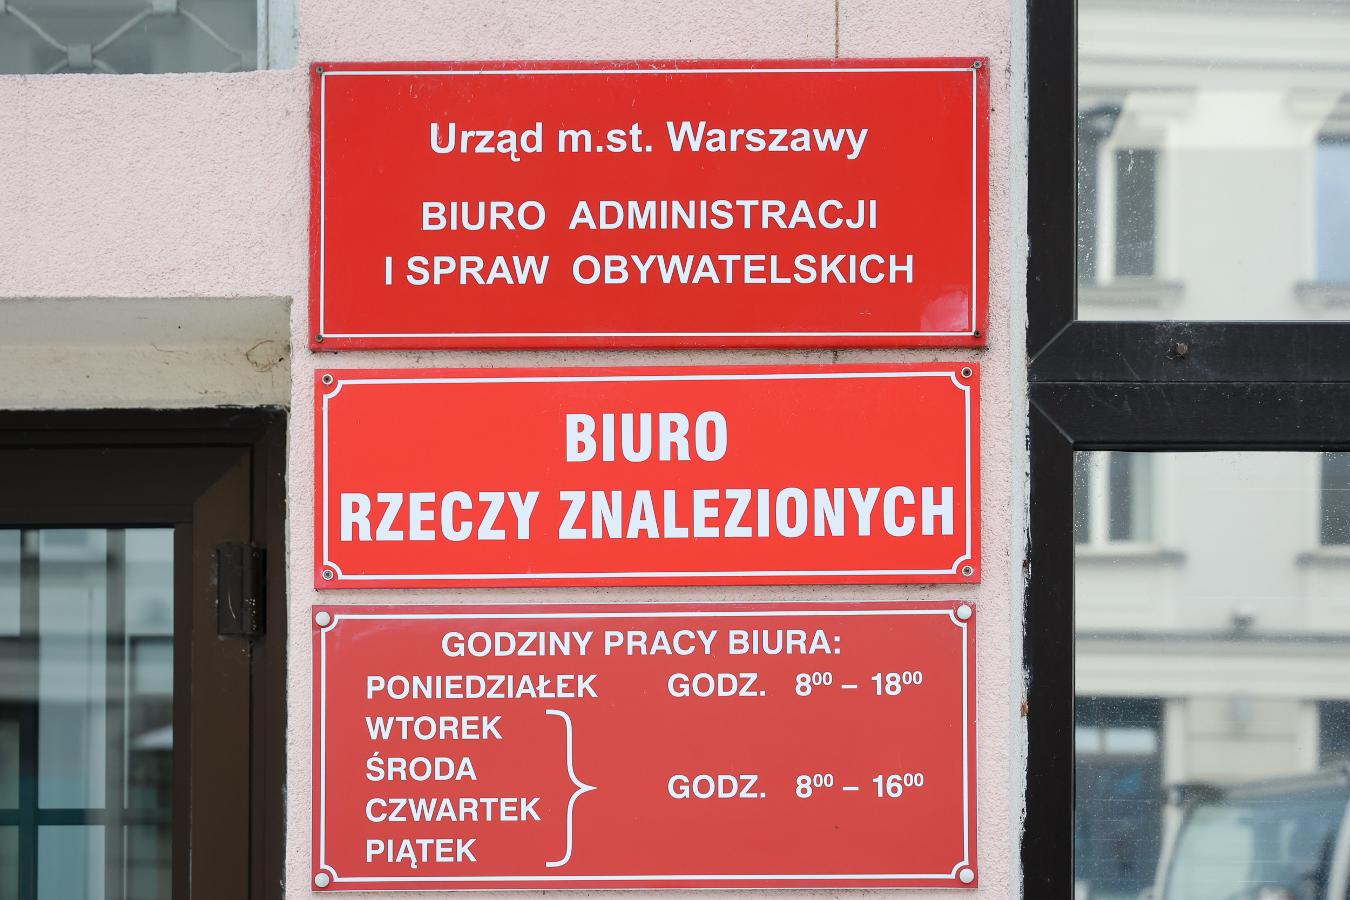 Urząd m.st. Warszawy
BIURO ADMINISTRACJI
I SPRAW OBYWATELSKICH
BIURO
RZECZY ZNALEZIONYCH
GODZINY PRACY BIURA:
PONIEDZIAŁEK GODZ. 8⁰⁰ – 18⁰⁰
WTOREK
ŚRODA
GODZ. 8⁰⁰ – 16⁰⁰
CZWARTEK
PIĄTEK